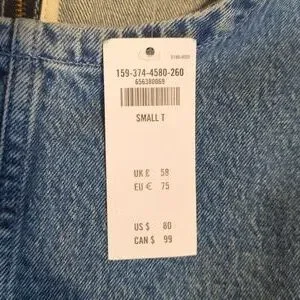 159-374-4580-260
656380869
SMALL T
UK £ 59
EU € 75
US $ 80
CAN $ 99